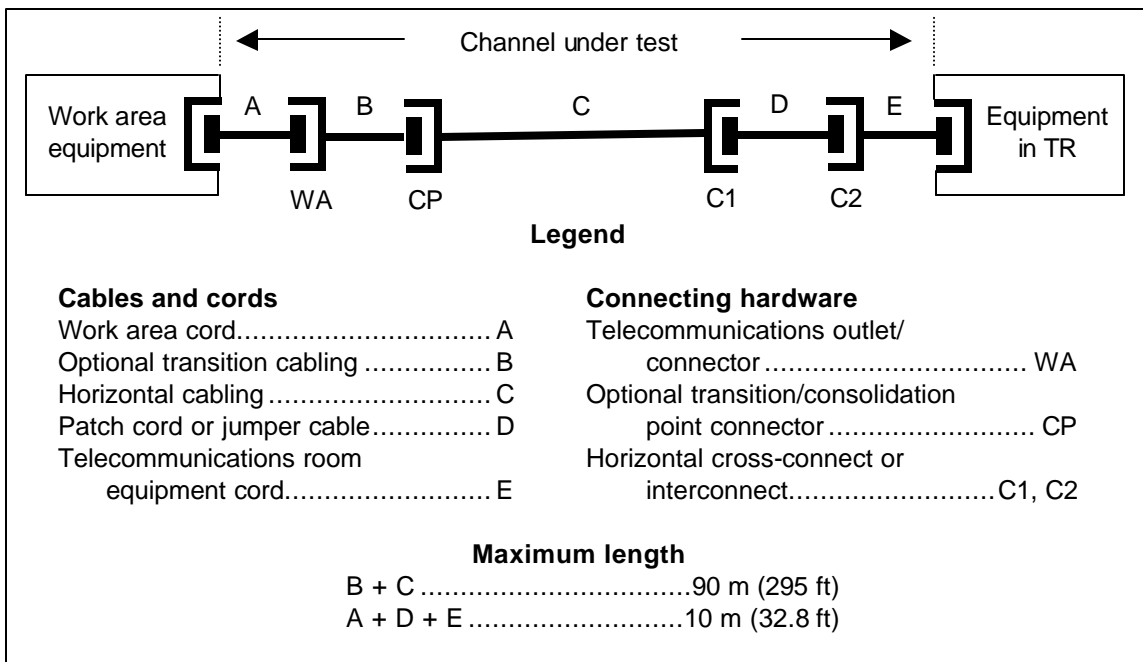 Channel under test
A B C D E
Work area
equipment
Equipment
in TR
WA CP C1 C2
Legend
Cables and cords
Work area cord................................... A
Optional transition cabling ................. B
Horizontal cabling .............................. C
Patch cord or jumper cable................ D
Telecommunications room
equipment cord............................ E
Connecting hardware
Telecommunications outlet/
connector ................................... WA
Optional transition/consolidation
point connector ........................... CP
Horizontal cross-connect or
interconnect...........................C1, C2
Maximum length
B + C ..............................90 m (295 ft)
A + D + E .........................10 m (32.8 ft)